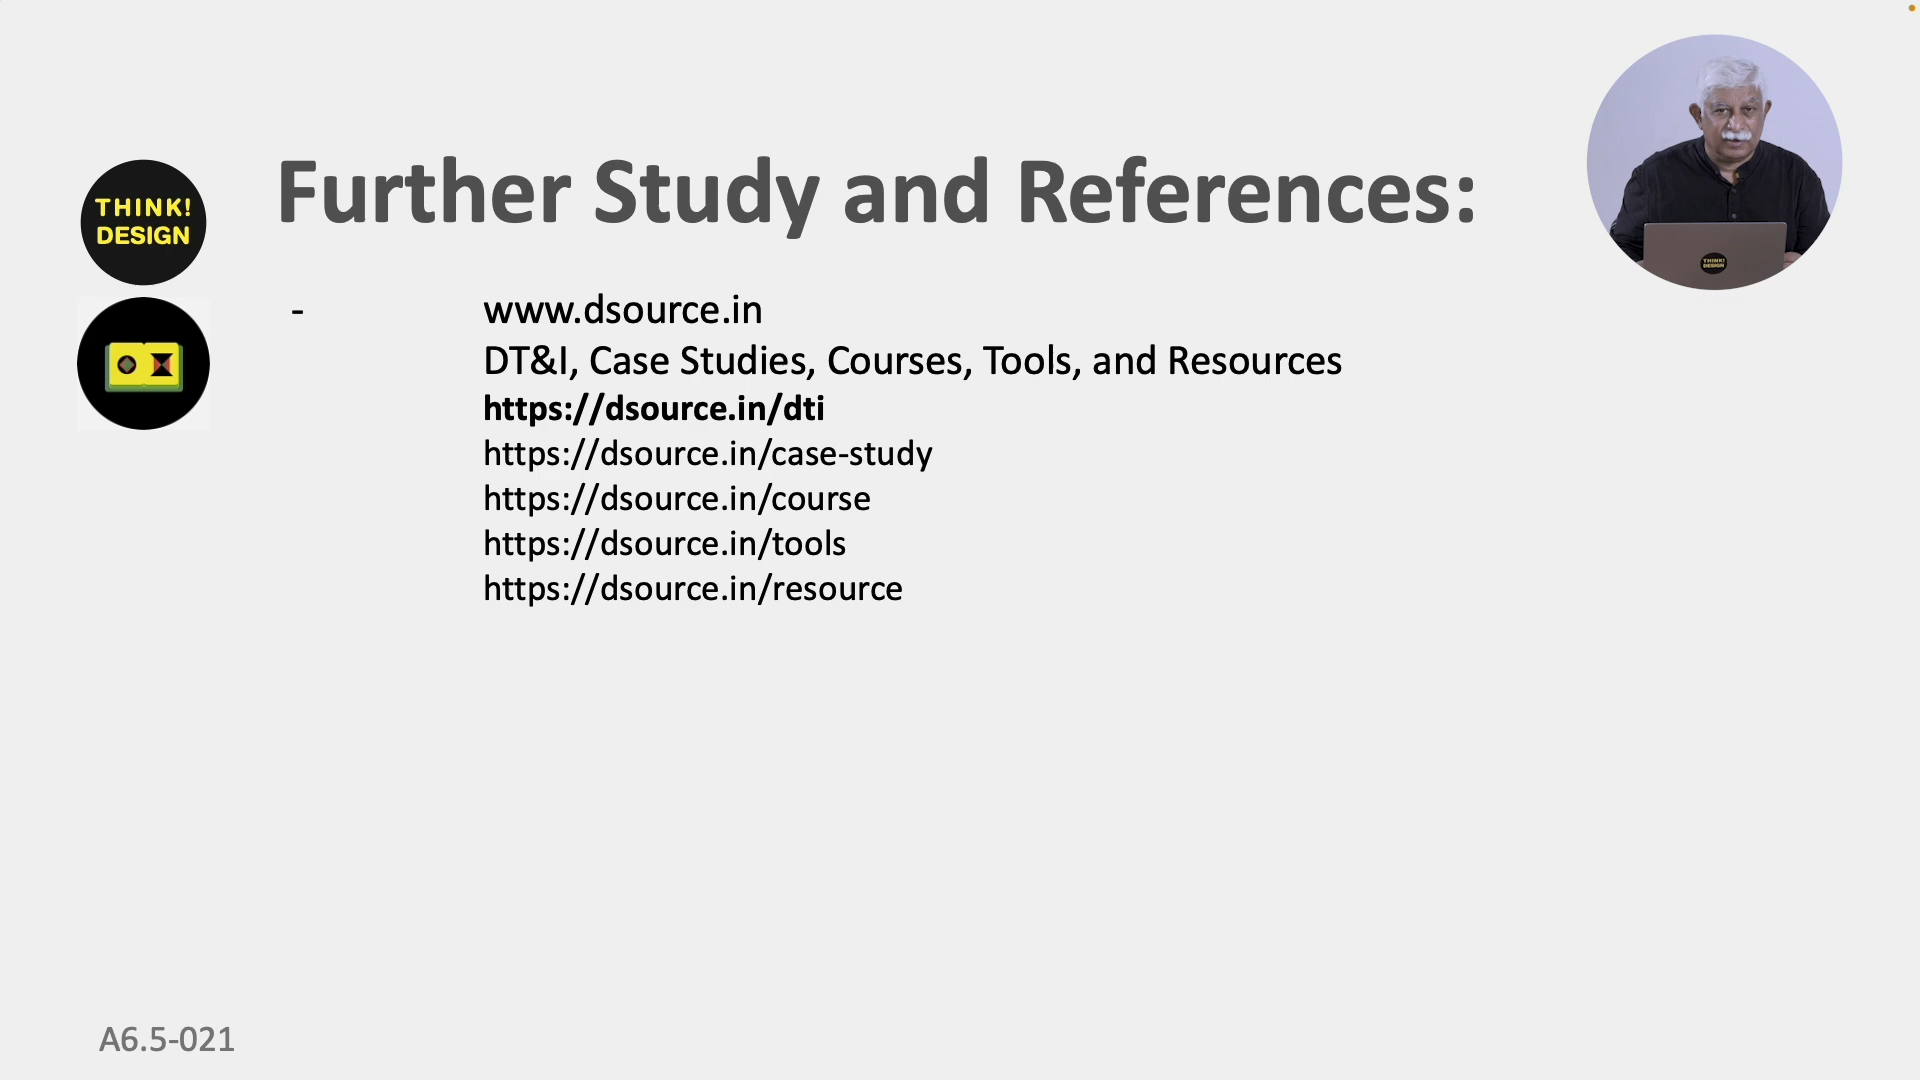 THINK!
DESIGN
Further Study and References:
- www.dsource.in
DT&I, Case Studies, Courses, Tools, and Resources
https://dsource.in/dti
https://dsource.in/case-study
https://dsource.in/course
https://dsource.in/tools
https://dsource.in/resource
THINK!
DESIGN
A6.5-021